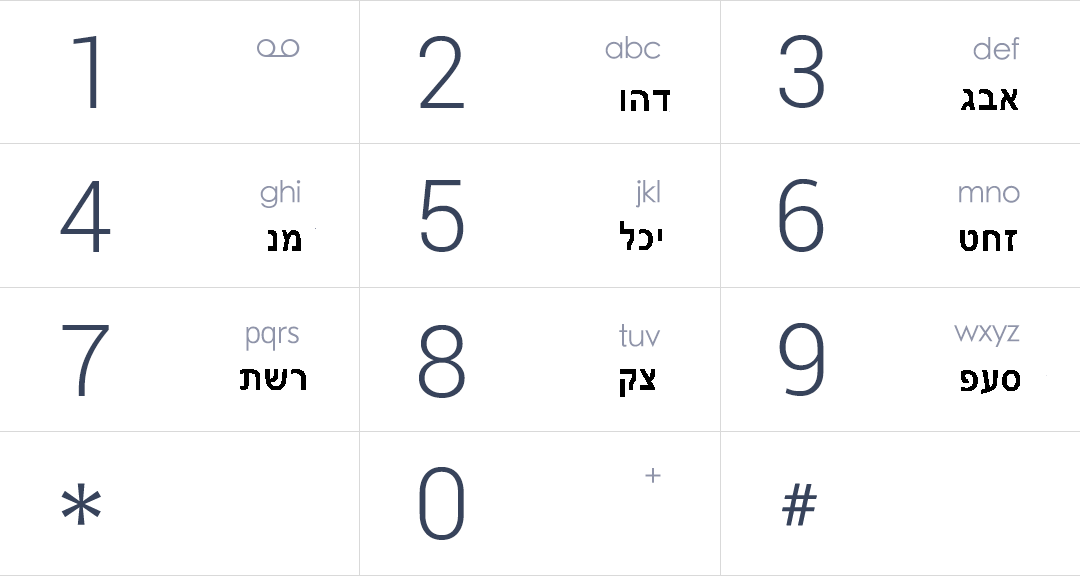 1
2 abc
דהו
3 def
אבג
4 ghi
מנ
5 jkl
יכל
6 mno
זחט
7 pqrs
רשת
8 tuv
צק
9 wxyz
סעפ
*
0 +
#